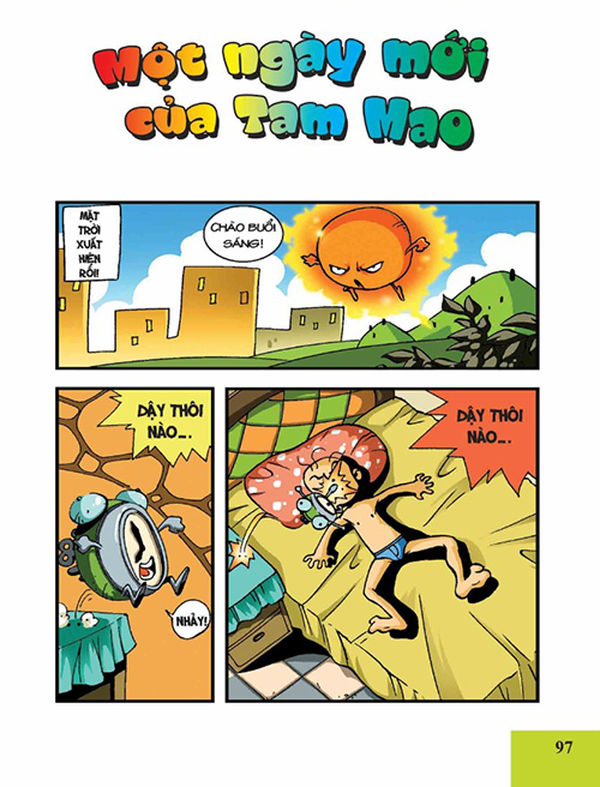 Một ngày mới
của Tam Mao
MẶT
TRỜI
XUẤT
HIỆN
RỒI!
CHÀO BUỔI
SÁNG!
DẬY THÔI
NÀO....
NHẢY!
DẬY THÔI
NÀO....
97